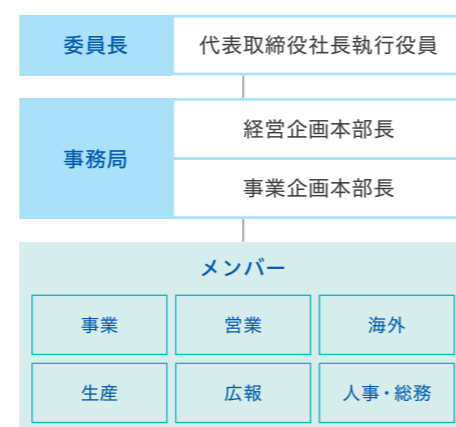 委員長
代表取締役社長執行役員
事務局
経営企画本部長
事業企画本部長
メンバー
事業
営業
海外
生産
広報
人事・総務